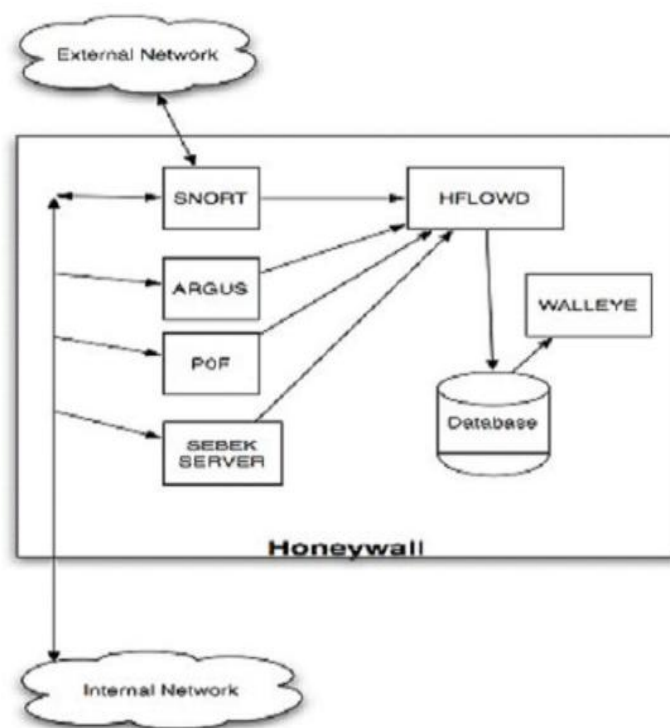 External Network
SNORT
HFLOWD
ARGUS
WALLEYE
P0F
Database
SEBEK
SERVER
Honeywall
Internal Network